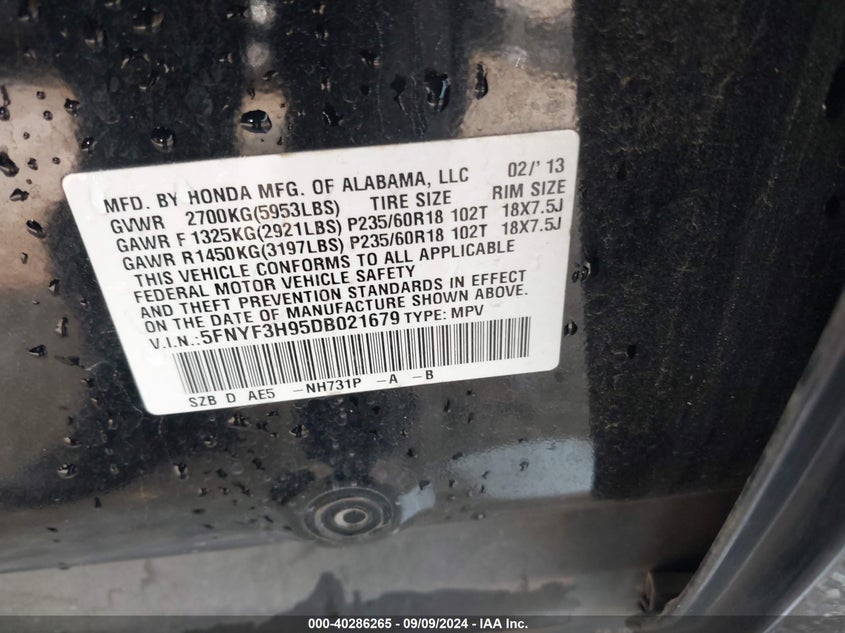 MFD. BY HONDA MFG. OF ALABAMA, LLC 02/'13
GVWR 2700KG(5953LBS) TIRE SIZE RIM SIZE
GAWR F 1325KG(2921LBS) P235/60R18 102T 18X7.5J
GAWR R 1450KG(3197LBS) P235/60R18 102T 18X7.5J
THIS VEHICLE CONFORMS TO ALL APPLICABLE
FEDERAL MOTOR VEHICLE SAFETY
AND THEFT PREVENTION STANDARDS IN EFFECT
ON THE DATE OF MANUFACTURE SHOWN ABOVE.
V.I.N.: 5FNYF3H95DB021679 TYPE: MPV
SZB D AE5 -NH731P -A -B
000-40286265 - 09/09/2024 - IAA Inc.